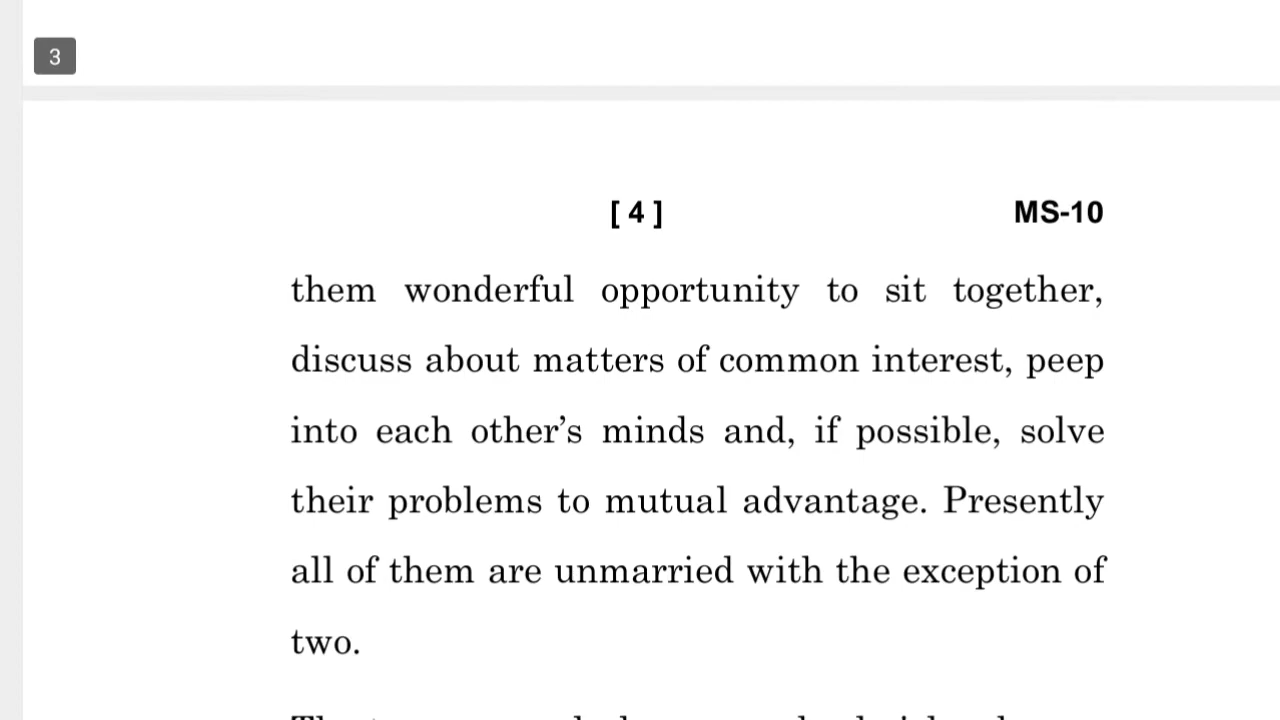 3
[ 4 ] MS-10
them wonderful opportunity to sit together,
discuss about matters of common interest, peep
into each other’s minds and, if possible, solve
their problems to mutual advantage. Presently
all of them are unmarried with the exception of
two.